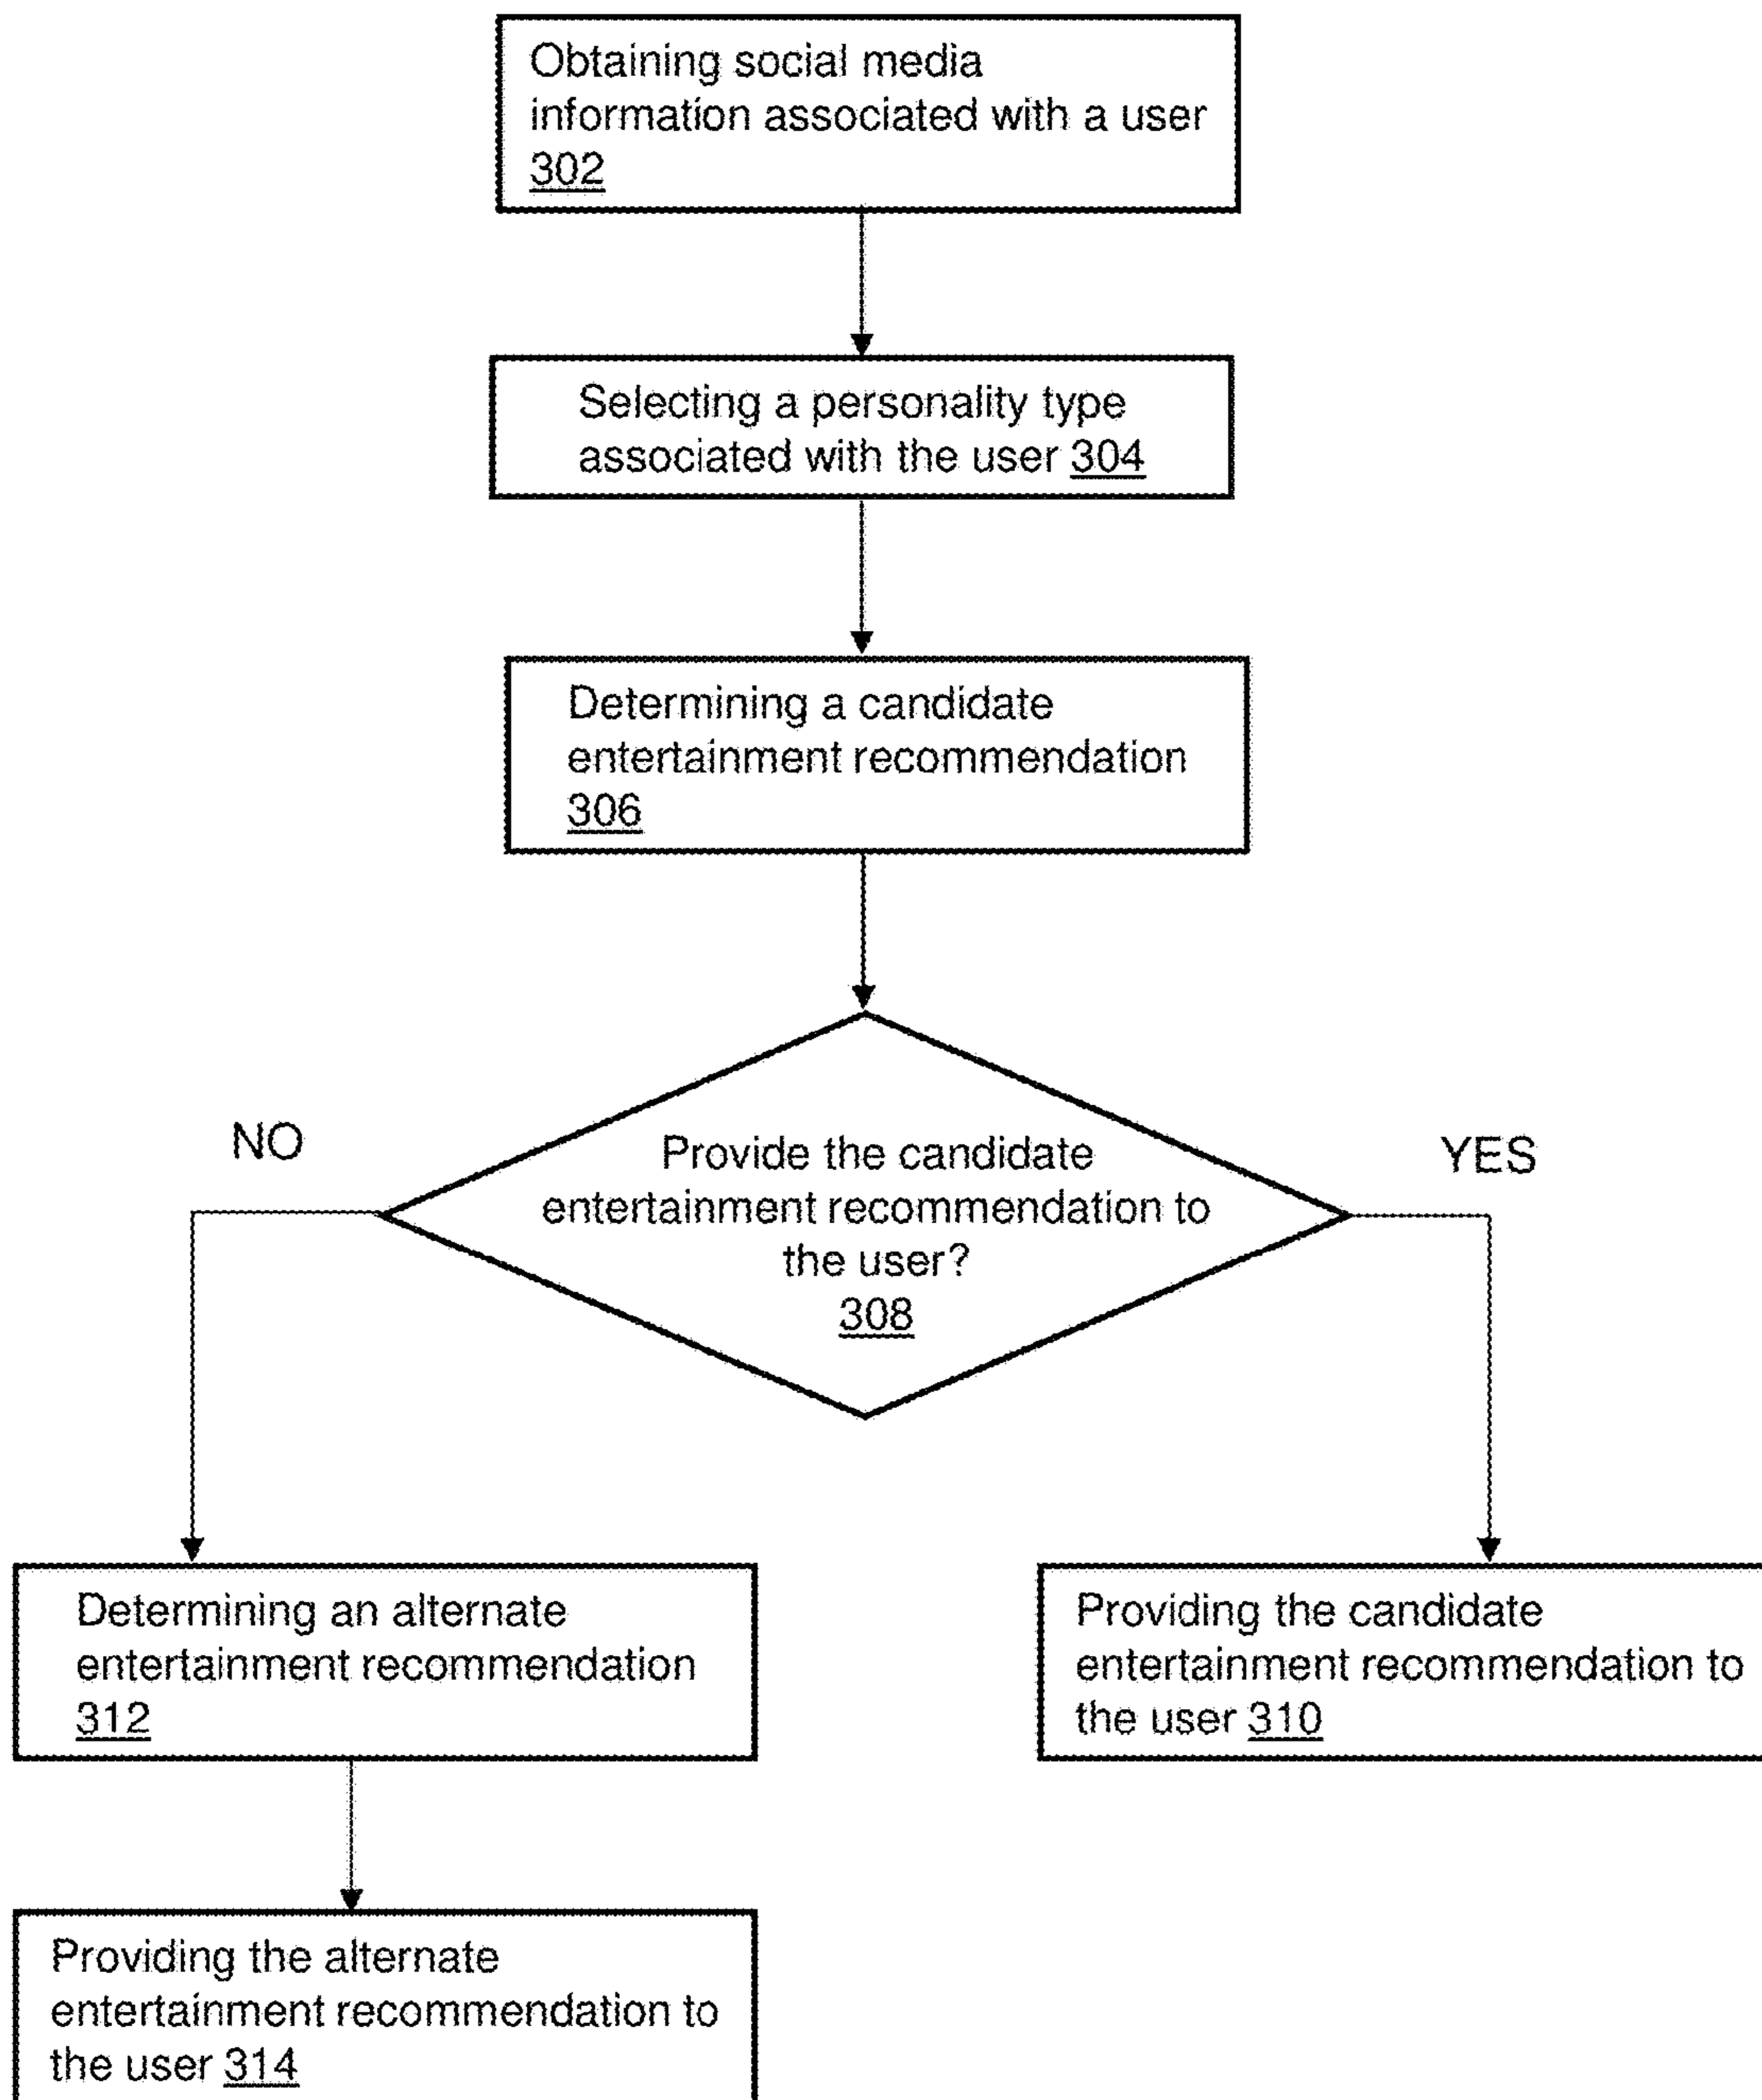 Obtaining social media
information associated with a user
302
Selecting a personality type
associated with the user 304
Determining a candidate
entertainment recommendation
306
NO
YES
Provide the candidate
entertainment recommendation to
the user?
308
Determining an alternate
entertainment recommendation
312
Providing the candidate
entertainment recommendation to
the user 310
Providing the alternate
entertainment recommendation to
the user 314